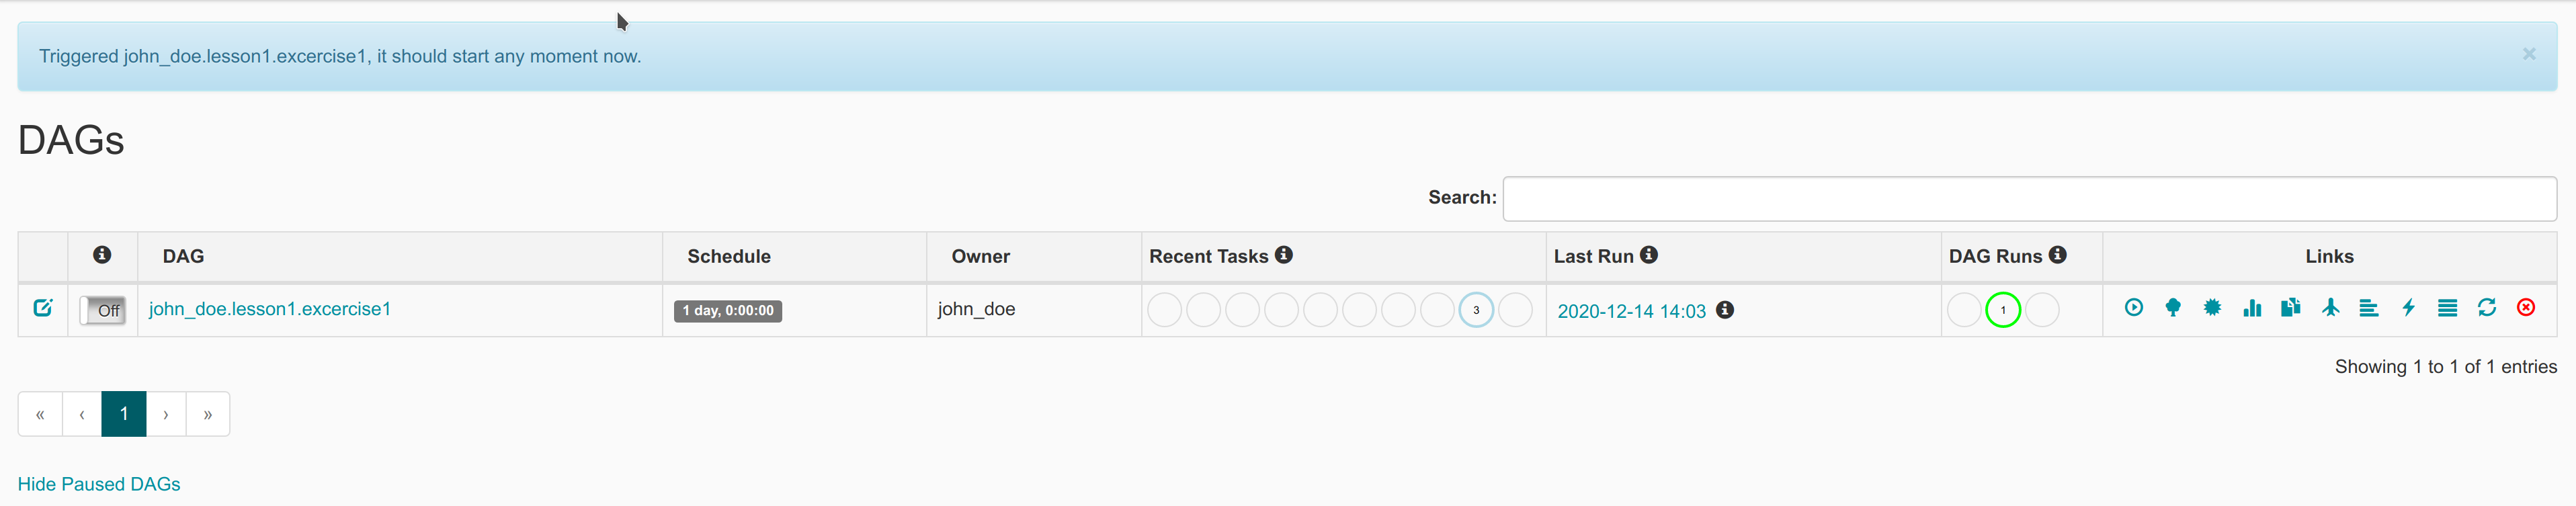 Triggered john_doe.lesson1.excercise1, it should start any moment now.
×
DAGs
Search:
DAG Schedule Owner Recent Tasks Last Run DAG Runs Links
Off john_doe.lesson1.excercise1 1 day, 0:00:00 john_doe 3 2020-12-14 14:03 1
Showing 1 to 1 of 1 entries
« ‹ 1 › »
Hide Paused DAGs